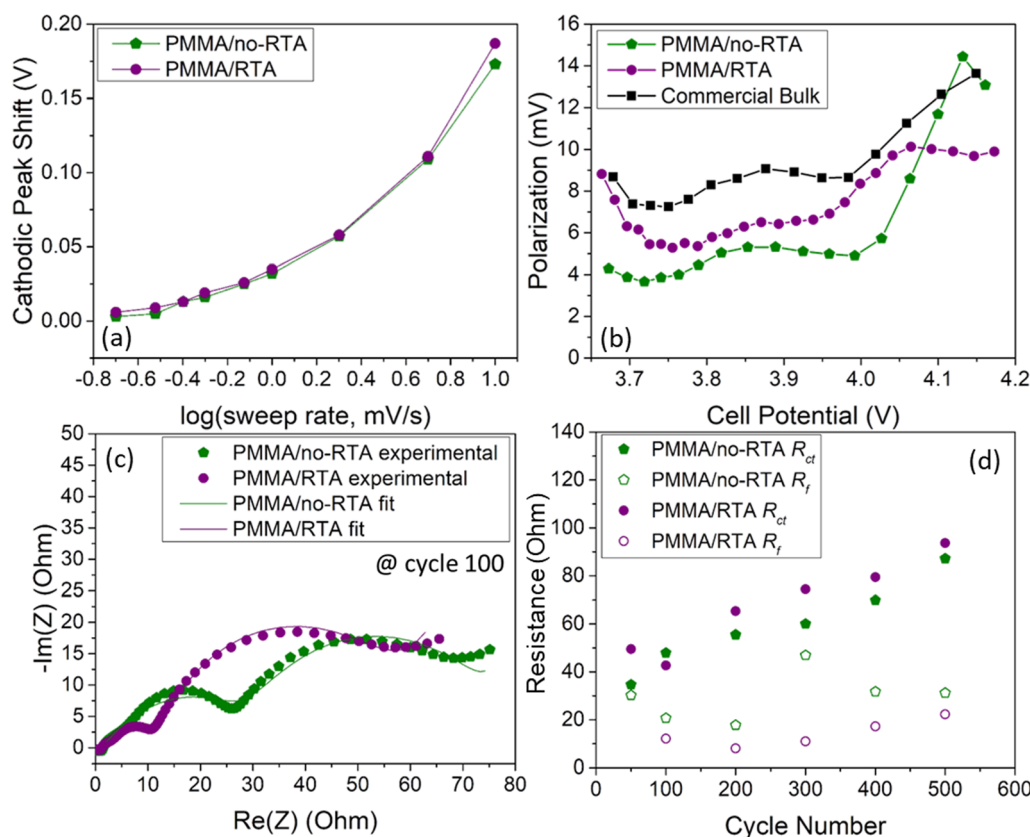 PMMA/no-RTA
PMMA/RTA
Cathodic Peak Shift (V)
0.20
0.15
0.10
0.05
0.00
(a)
-0.8 -0.6 -0.4 -0.2 0.0 0.2 0.4 0.6 0.8 1.0
log(sweep rate, mV/s)
PMMA/no-RTA
PMMA/RTA
Commercial Bulk
Polarization (mV)
16
14
12
10
8
6
4
2
0
(b)
3.7 3.8 3.9 4.0 4.1 4.2
Cell Potential (V)
(c)
PMMA/no-RTA experimental
PMMA/RTA experimental
PMMA/no-RTA fit
PMMA/RTA fit
@ cycle 100
-Im(Z) (Ohm)
50
45
40
35
30
25
20
15
10
5
0
0 10 20 30 40 50 60 70 80
Re(Z) (Ohm)
(d)
PMMA/no-RTA Rct
PMMA/no-RTA Rf
PMMA/RTA Rct
PMMA/RTA Rf
Resistance (Ohm)
140
120
100
80
60
40
20
0
0 100 200 300 400 500 600
Cycle Number